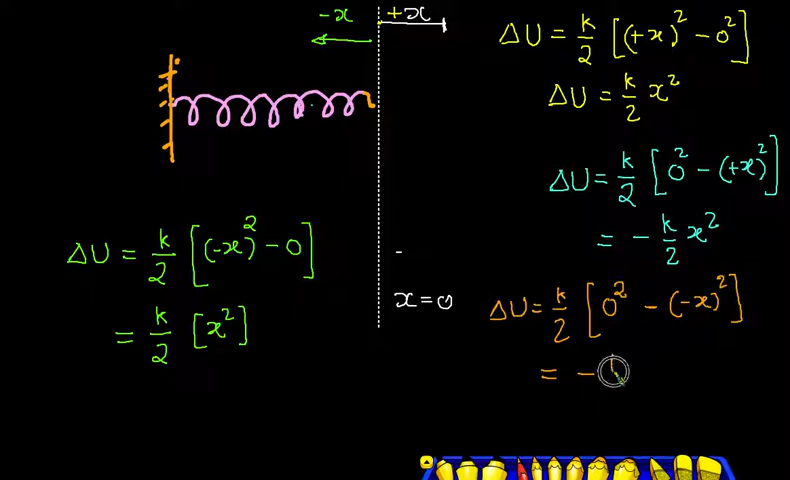 -x
+x
ΔU = k/2 [(+x)² - 0²]
ΔU = k/2 x²
ΔU = k/2 [0² - (+x)²]
= - k/2 x²
ΔU = k/2 [(-x)² - 0]
= k/2 [x²]
x = 0
ΔU = k/2 [0² - (-x)²]
= -